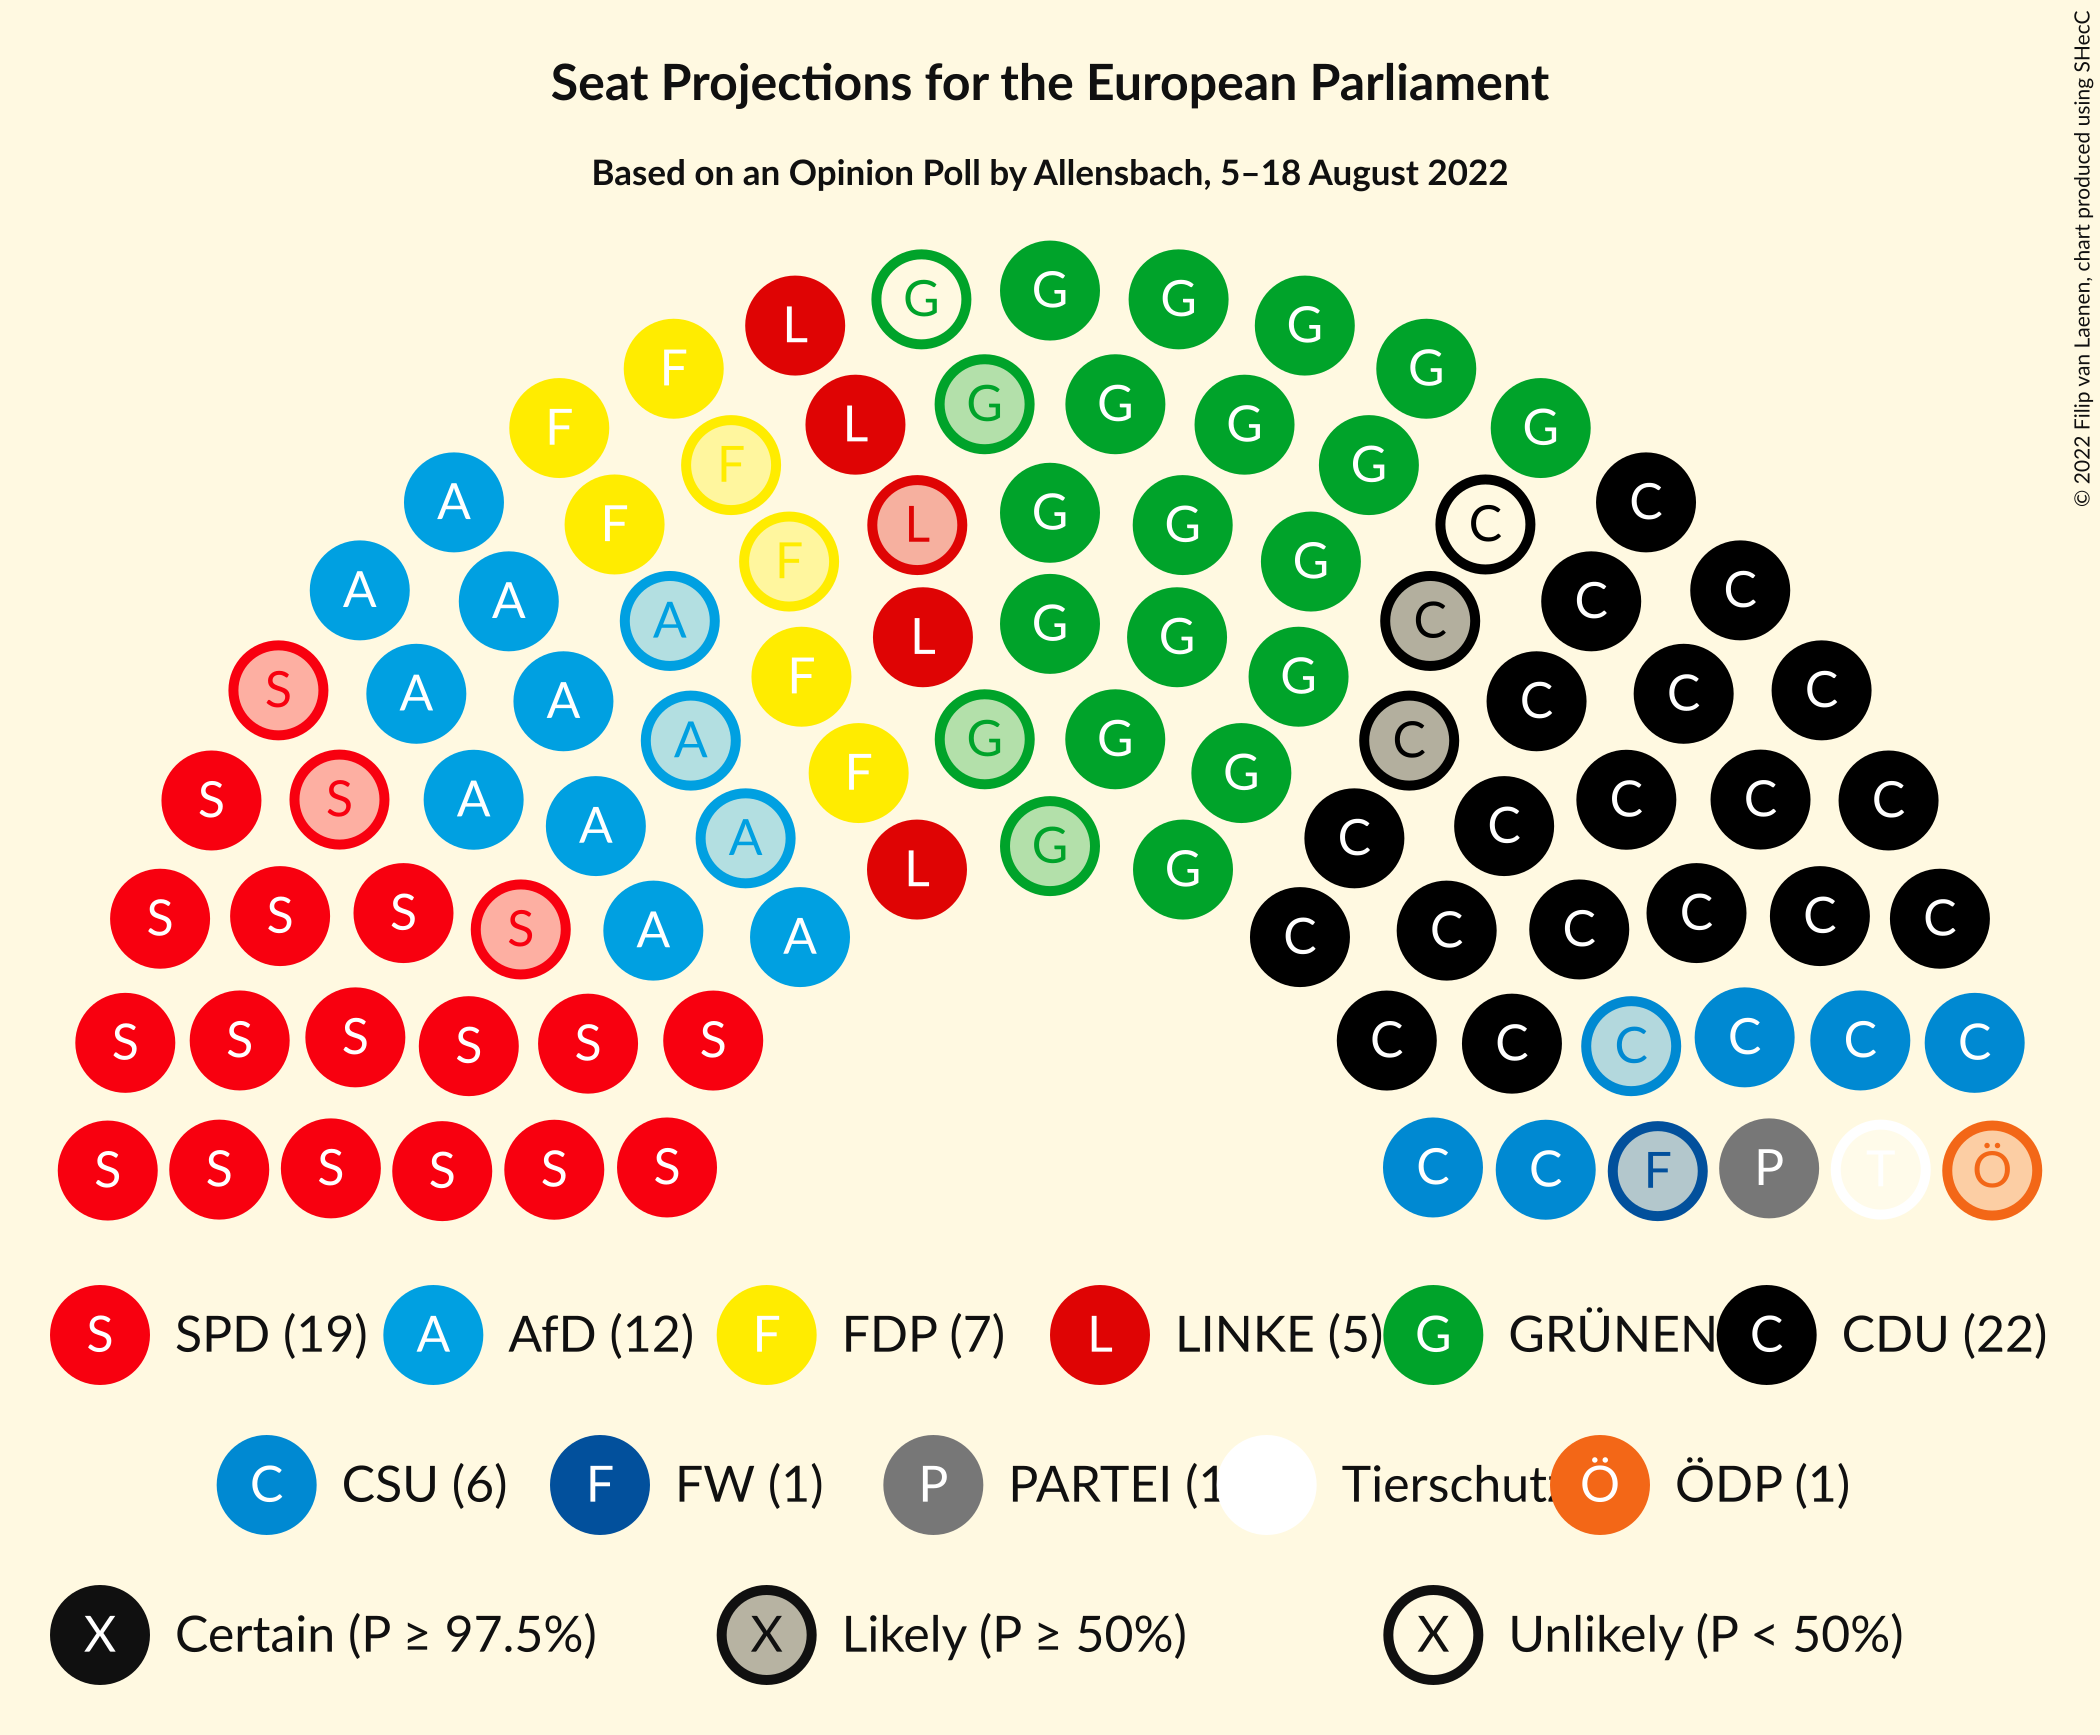 Seat Projections for the European Parliament
Based on an Opinion Poll by Allensbach, 5–18 August 2022
© 2022 Filip van Laenen, chart produced using SHecC
G G G
L G
F G
G G
F L G G
F G
A G C
F L G C
F G
A A C C
A G C
L G
S A A F G C C C
A G G C
F G
S S A A A C C C C C
L G G
S S S S A A C C C C C C
S S S S S S C C C C C C
S S S S S S C C F P T Ö
S SPD (19) A AfD (12) F FDP (7) L LINKE (5) G GRÜNEN C CDU (22)
C CSU (6) F FW (1) P PARTEI (1 Tierschutz Ö ÖDP (1)
X Certain (P ≥ 97.5%) X Likely (P ≥ 50%) X Unlikely (P < 50%)